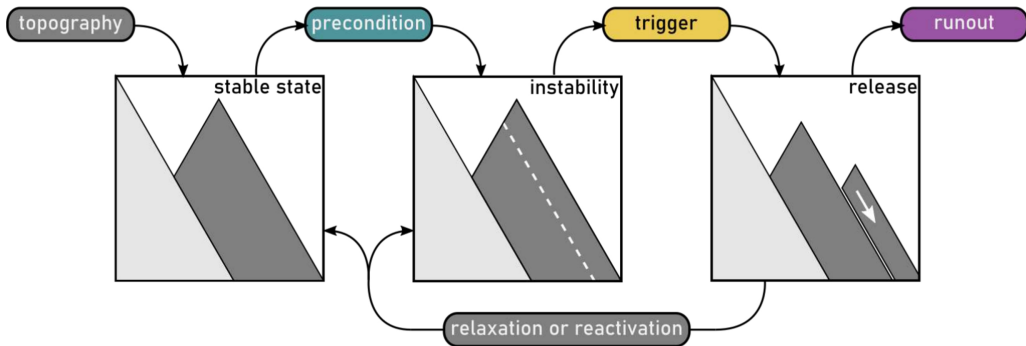 topography
precondition
trigger
runout
stable state
instability
release
relaxation or reactivation